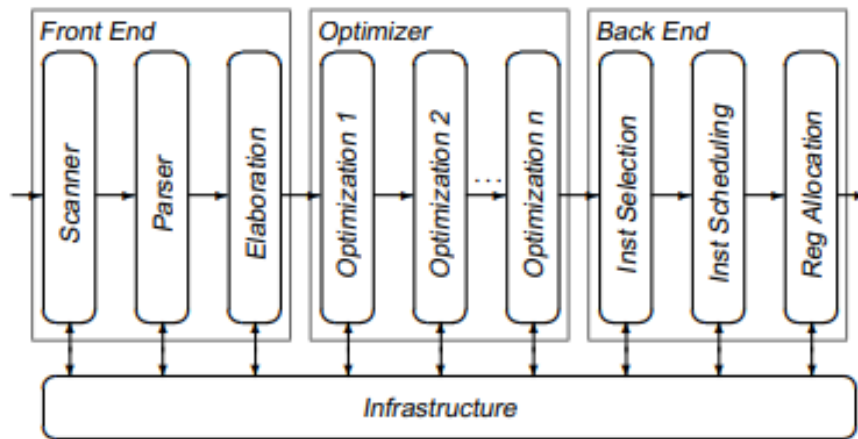 Front End
Optimizer
Back End
Scanner
Parser
Elaboration
Optimization 1
Optimization 2
...
Optimization n
Inst Selection
Inst Scheduling
Reg Allocation
Infrastructure